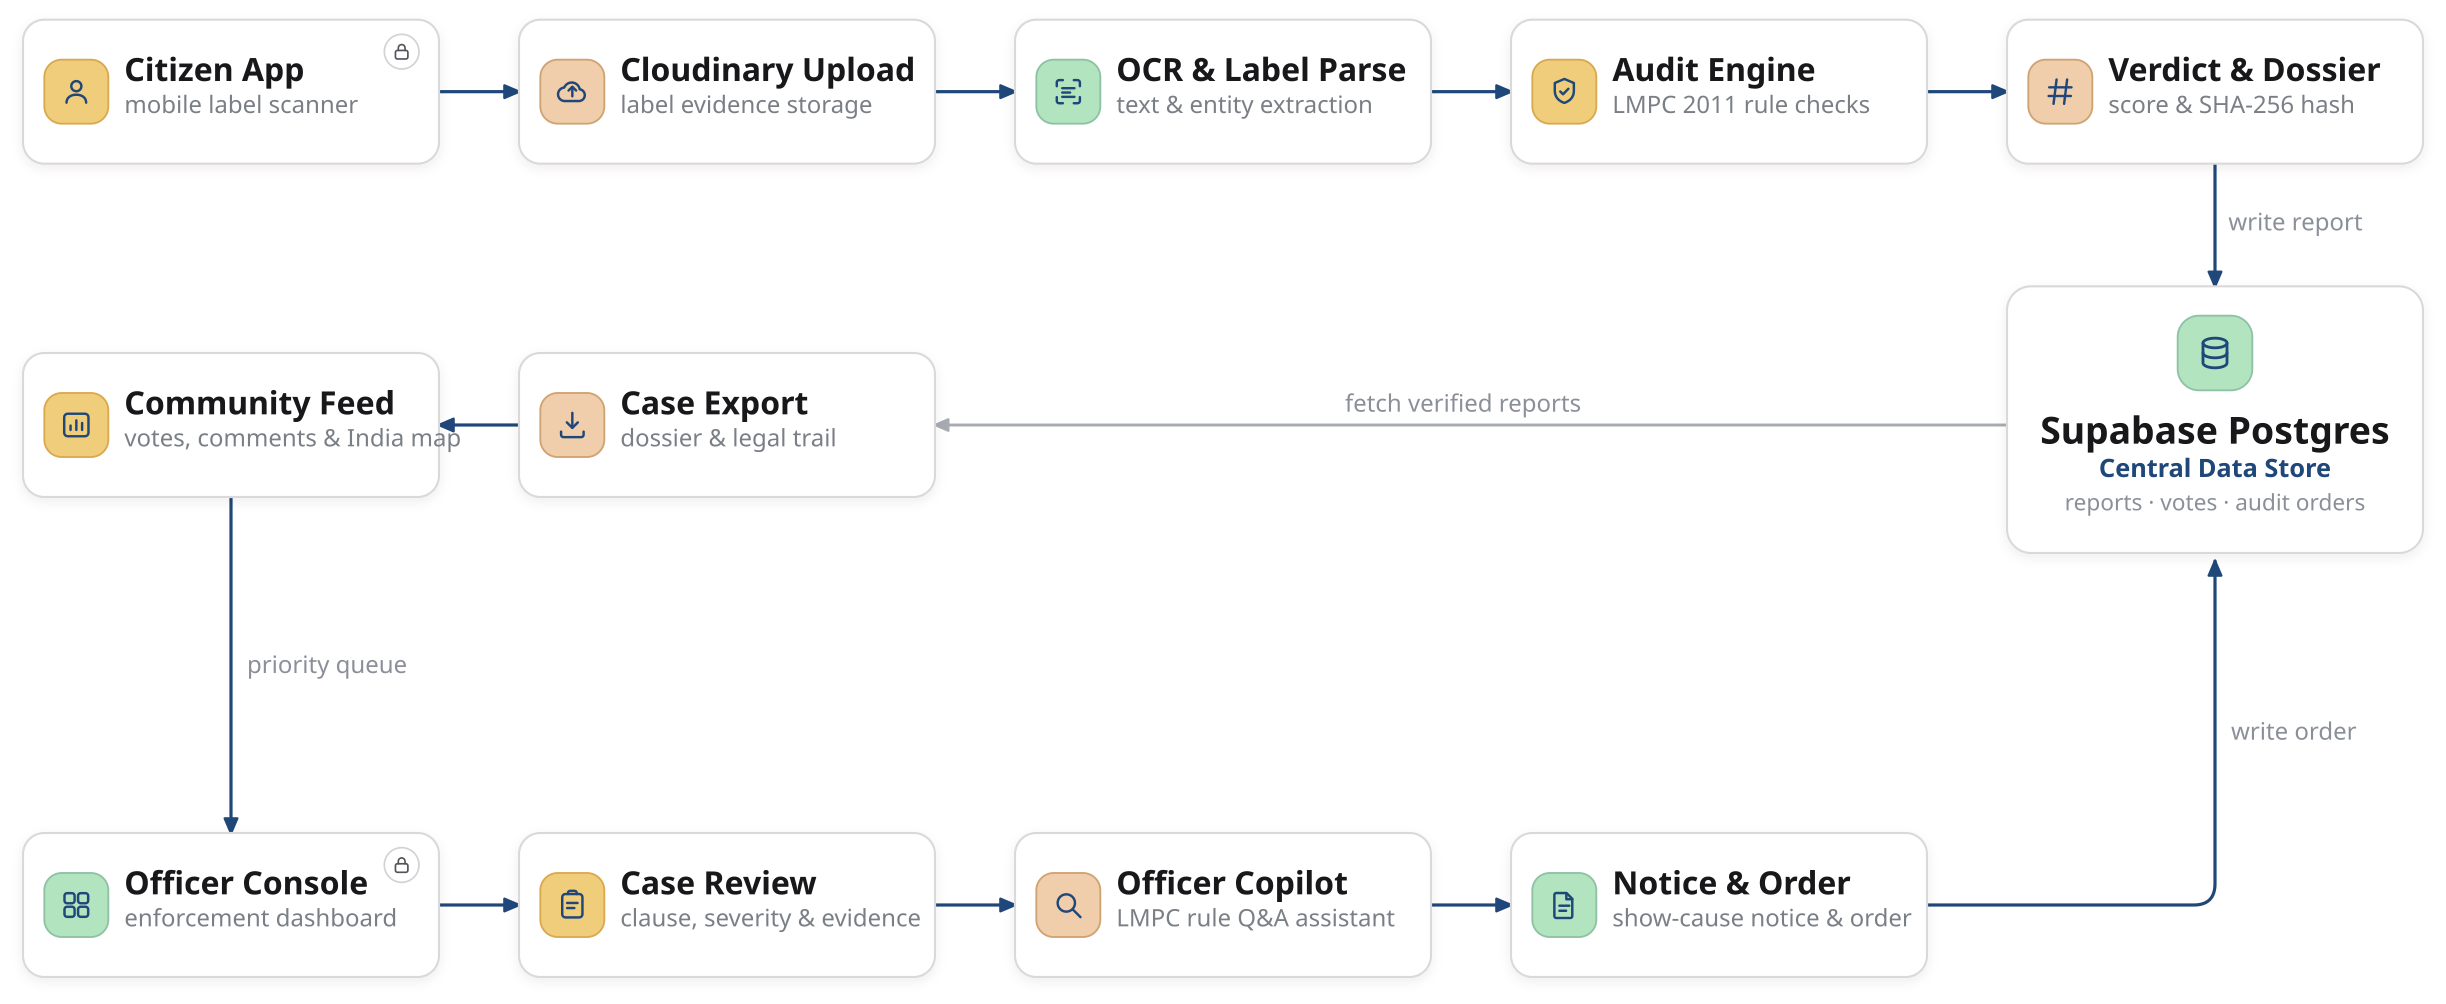 Citizen App
mobile label scanner
Cloudinary Upload
label evidence storage
OCR & Label Parse
text & entity extraction
Audit Engine
LMPC 2011 rule checks
Verdict & Dossier
score & SHA-256 hash
write report
Community Feed
votes, comments & India map
Case Export
dossier & legal trail
fetch verified reports
Supabase Postgres
Central Data Store
reports · votes · audit orders
priority queue
write order
Officer Console
enforcement dashboard
Case Review
clause, severity & evidence
Officer Copilot
LMPC rule Q&A assistant
Notice & Order
show-cause notice & order